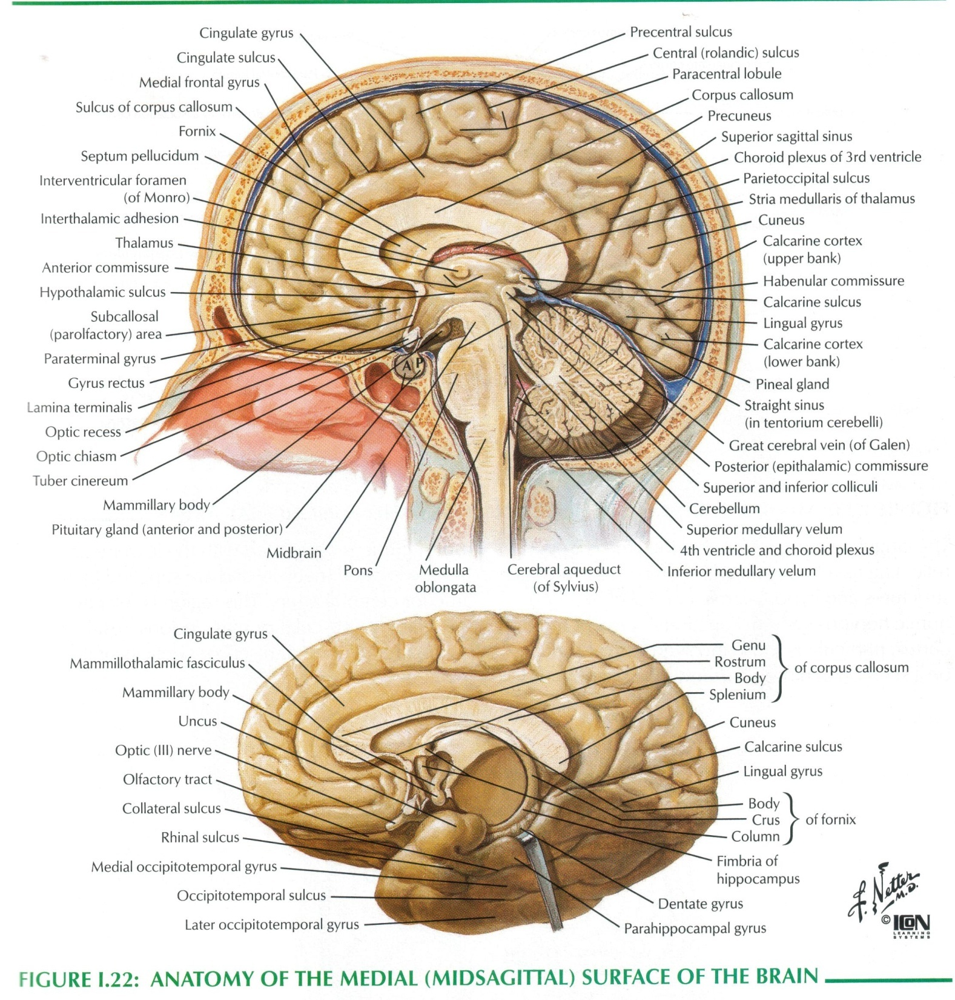 Cingulate gyrus
Cingulate sulcus
Medial frontal gyrus
Sulcus of corpus callosum
Fornix
Septum pellucidum
Interventricular foramen
(of Monro)
Interthalamic adhesion
Thalamus
Anterior commissure
Hypothalamic sulcus
Subcallosal
(parolfactory) area
Paraterminal gyrus
Gyrus rectus
Lamina terminalis
Optic recess
Optic chiasm
Tuber cinereum
Mammillary body
Pituitary gland (anterior and posterior)
Midbrain
Pons
Medulla
oblongata
Cerebral aqueduct
(of Sylvius)
Precentral sulcus
Central (rolandic) sulcus
Paracentral lobule
Corpus callosum
Precuneus
Superior sagittal sinus
Choroid plexus of 3rd ventricle
Parietoccipital sulcus
Stria medullaris of thalamus
Cuneus
Calcarine cortex
(upper bank)
Habenular commissure
Calcarine sulcus
Lingual gyrus
Calcarine cortex
(lower bank)
Pineal gland
Straight sinus
(in tentorium cerebelli)
Great cerebral vein (of Galen)
Posterior (epithalamic) commissure
Superior and inferior colliculi
Cerebellum
Superior medullary velum
4th ventricle and choroid plexus
Inferior medullary velum
A P
Cingulate gyrus
Mammillothalamic fasciculus
Mammillary body
Uncus
Optic (III) nerve
Olfactory tract
Collateral sulcus
Rhinal sulcus
Medial occipitotemporal gyrus
Occipitotemporal sulcus
Later occipitotemporal gyrus
Genu
Rostrum
Body
Splenium
of corpus callosum
Cuneus
Calcarine sulcus
Lingual gyrus
Body
Crus
Column
of fornix
Fimbria of
hippocampus
Dentate gyrus
Parahippocampal gyrus
F. Netter
M.D.
© ICON
LEARNING
SYSTEMS
FIGURE I.22: ANATOMY OF THE MEDIAL (MIDSAGITTAL) SURFACE OF THE BRAIN